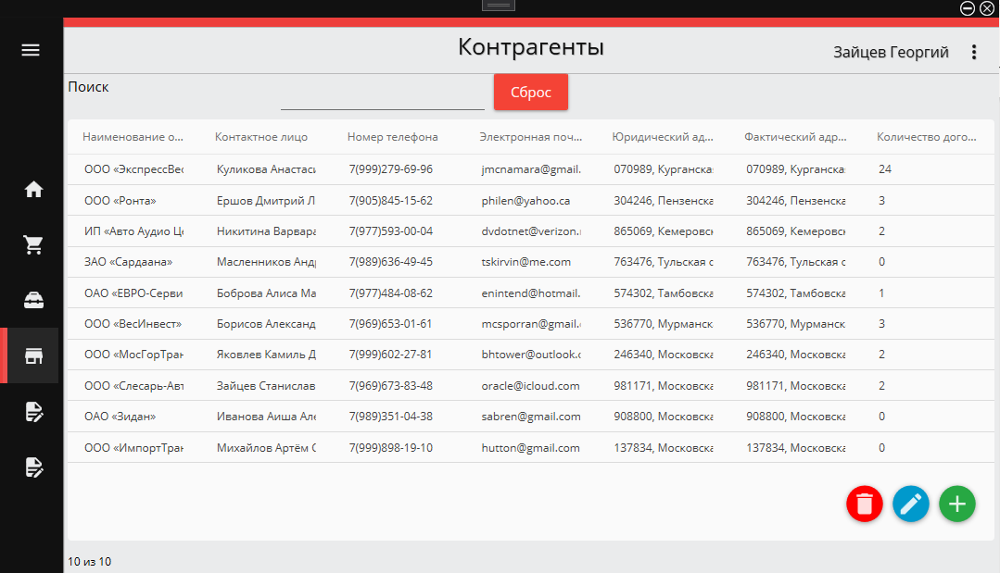 Контрагенты
Зайцев Георгий
Поиск
Сброс
Наименование о... Контактное лицо Номер телефона Электронная поч... Юридический ад... Фактический адр... Количество дого...
ООО «ЭкспрессВес Куликова Анастаси 7(999)279-69-96 jmcnamara@gmail. 070989, Курганска 070989, Курганска 24
ООО «Ронта» Ершов Дмитрий Л 7(905)845-15-62 philen@yahoo.ca 304246, Пензенска 304246, Пензенска 3
ИП «Авто Аудио Це Никитина Варвара 7(977)593-00-04 dvdotnet@verizon. 865069, Кемеровск 865069, Кемеровск 2
ЗАО «Сардаана» Масленников Анд 7(989)636-49-45 tskirvin@me.com 763476, Тульская о 763476, Тульская о 0
ОАО «ЕВРО-Серви Боброва Алиса Ма 7(977)484-08-62 enintend@hotmail. 574302, Тамбовска 574302, Тамбовска 1
ООО «ВесИнвест» Борисов Александ 7(969)653-01-61 mcsporran@gmail. 536770, Мурманск 536770, Мурманск 3
ООО «МосГорТран Яковлев Камиль Д 7(999)602-27-81 bhtower@outlook.c 246340, Московска 246340, Московска 2
ООО «Слесарь-Авт Зайцев Станислав 7(969)673-83-48 oracle@icloud.com 981171, Московска 981171, Московска 2
ОАО «Зидан» Иванова Аиша Але 7(989)351-04-38 sabren@gmail.com 908800, Московска 908800, Московска 0
ООО «ИмпортТран Михайлов Артём С 7(999)898-19-10 hutton@gmail.com 137834, Московска 137834, Московска 0
10 из 10